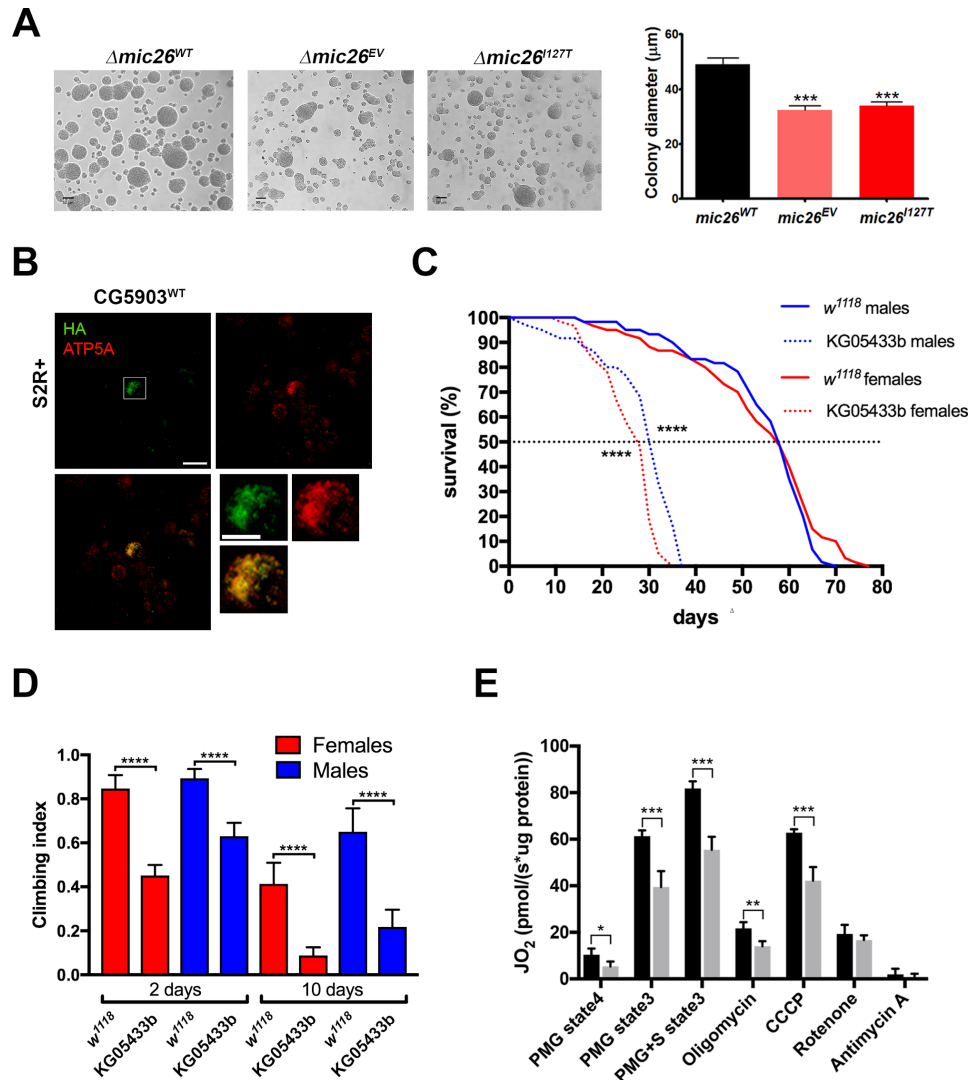 A
Δmic26WT
Δmic26EV
Δmic26I127T
Colony diameter (μm)
60
40
20
0
***
***
mic26WT
mic26EV
mic26I127T
B
CG5903WT
S2R+
HA
ATP5A
C
survival (%)
100
90
80
70
60
50
40
30
20
10
0
****
****
0 10 20 30 40 50 60 70 80
days Δ
w1118 males
KG05433b males
w1118 females
KG05433b females
D
Climbing index
1.0
0.8
0.6
0.4
0.2
0.0
Females
Males
****
****
****
****
2 days
10 days
w1118
KG05433b
w1118
KG05433b
w1118
KG05433b
w1118
KG05433b
E
JO2 (pmol/(s*ug protein))
100
80
60
40
20
0
*
***
***
**
***
PMG state4
PMG state3
PMG+S state3
Oligomycin
CCCP
Rotenone
Antimycin A